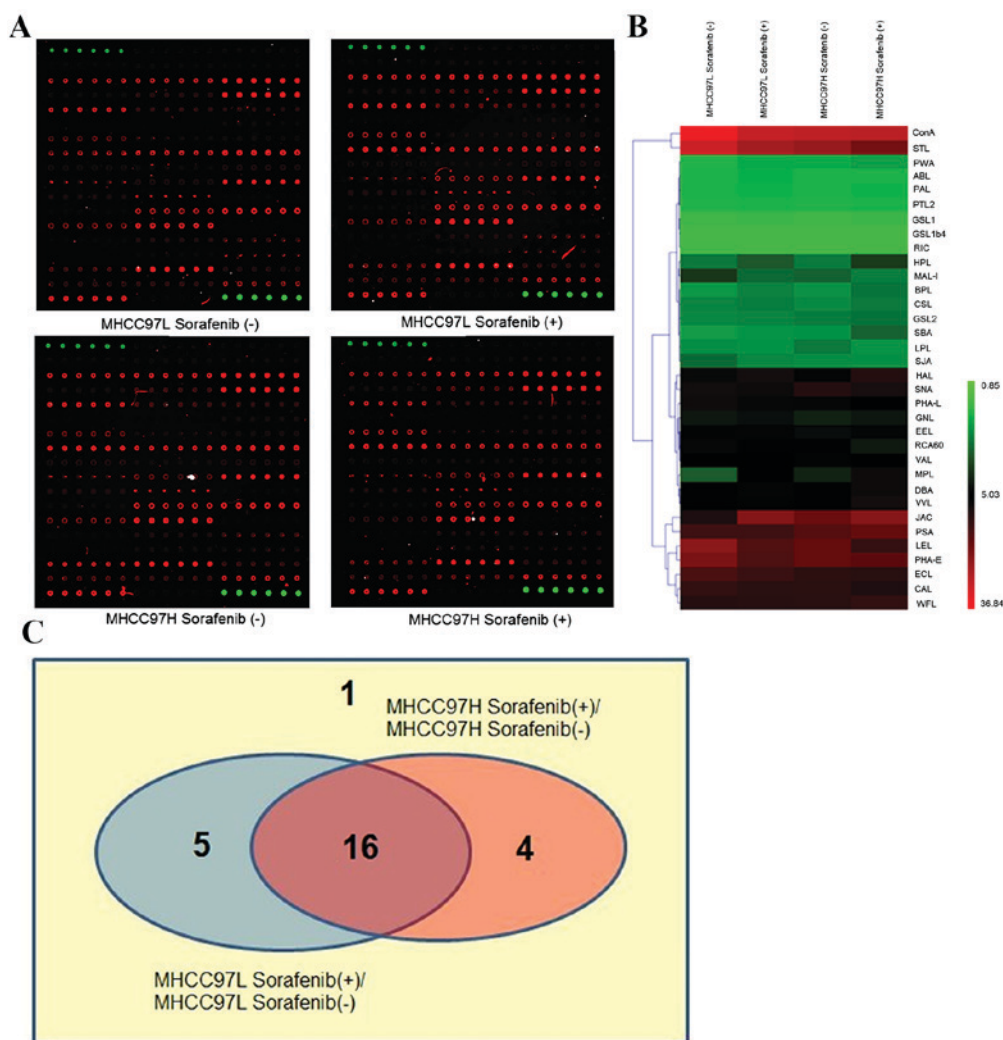 A
MHCC97L Sorafenib (-)
MHCC97L Sorafenib (+)
MHCC97H Sorafenib (-)
MHCC97H Sorafenib (+)
B
MHCC97L Sorafenib (-)
MHCC97L Sorafenib (+)
MHCC97H Sorafenib (-)
MHCC97H Sorafenib (+)
ConA
STL
PWA
ABL
PAL
PTL2
GSL1
GSL1b4
RIC
HPL
MAL-I
BPL
CSL
GSL2
SBA
LPL
SJA
HAL
SNA
PHA-L
GNL
EEL
RCA60
VAL
MPL
DBA
VVL
JAC
PSA
LEL
PHA-E
ECL
CAL
WFL
0.85
5.03
36.84
C
1
MHCC97H Sorafenib(+)/
MHCC97H Sorafenib(-)
5
16
4
MHCC97L Sorafenib(+)/
MHCC97L Sorafenib(-)